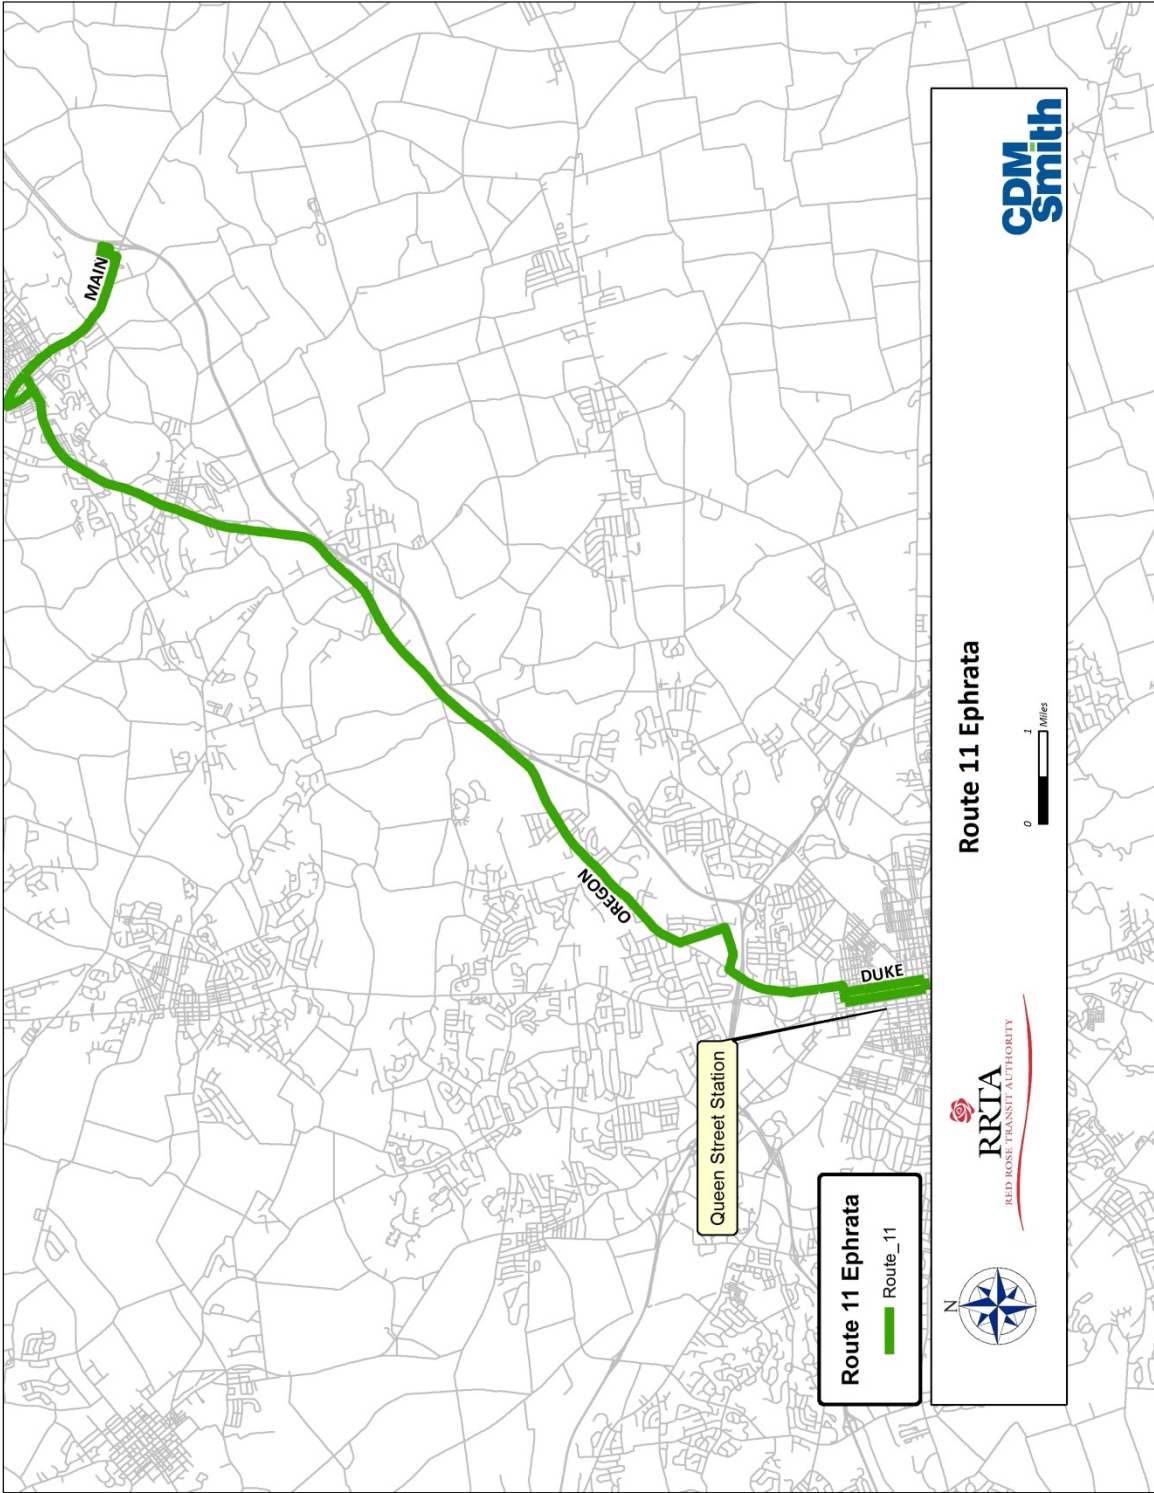 MAIN
OREGON
DUKE
Queen Street Station
Route 11 Ephrata
Route_11
N
RRTA
RED ROSE TRANSIT AUTHORITY
Route 11 Ephrata
0 1
Miles
CDM
Smith